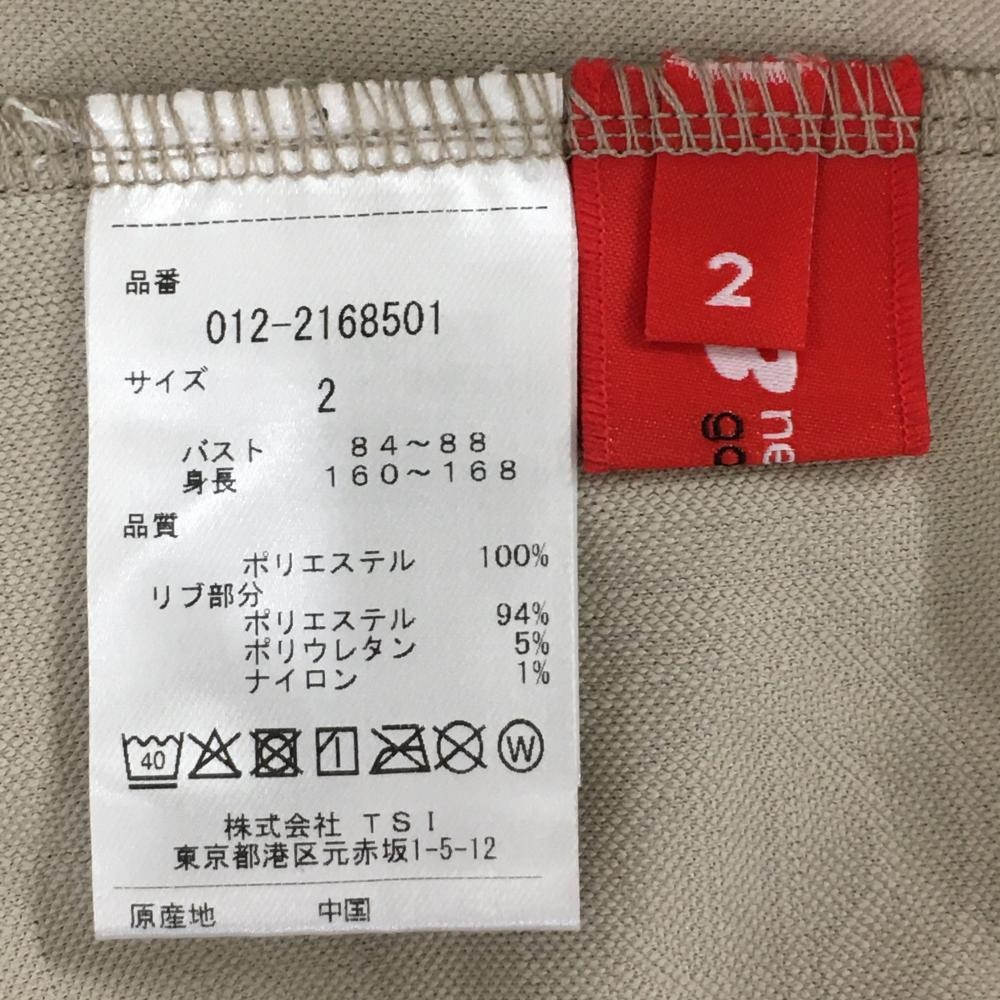 品番
012-2168501
サイズ 2
バスト 84～88
身長 160～168
品質
ポリエステル 100%
リブ部分
ポリエステル 94%
ポリウレタン 5%
ナイロン 1%
40 W
株式会社 TSI
東京都港区元赤坂1-5-12
原産地 中国
2
ne
go